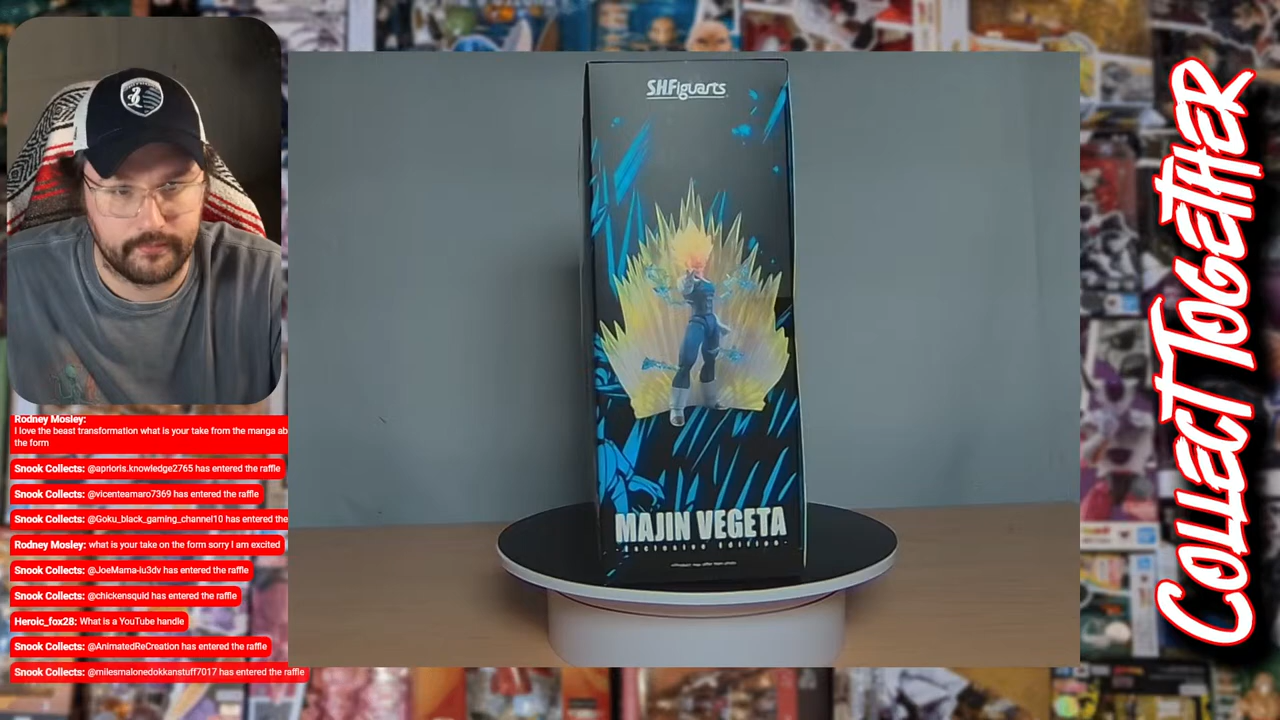 SHFiguarts
MAJIN VEGETA
-Exclusive Edition-
Rodney Mosley:
I love the beast transformation what is your take from the manga ab
the form
Snook Collects: @aprioris.knowledge2765 has entered the raffle
Snook Collects: @vicenteamaro7369 has entered the raffle
Snook Collects: @Goku_black_gaming_channel10 has entered the
Rodney Mosley: what is your take on the form sorry I am excited
Snook Collects: @JoeMama-iu3dv has entered the raffle
Snook Collects: @chickensquid has entered the raffle
Heroic_fox28: What is a YouTube handle
Snook Collects: @AnimatedReCreation has entered the raffle
Snook Collects: @milesmalonedokkanstuff7017 has entered the raffle
COLLECTTOGETHER